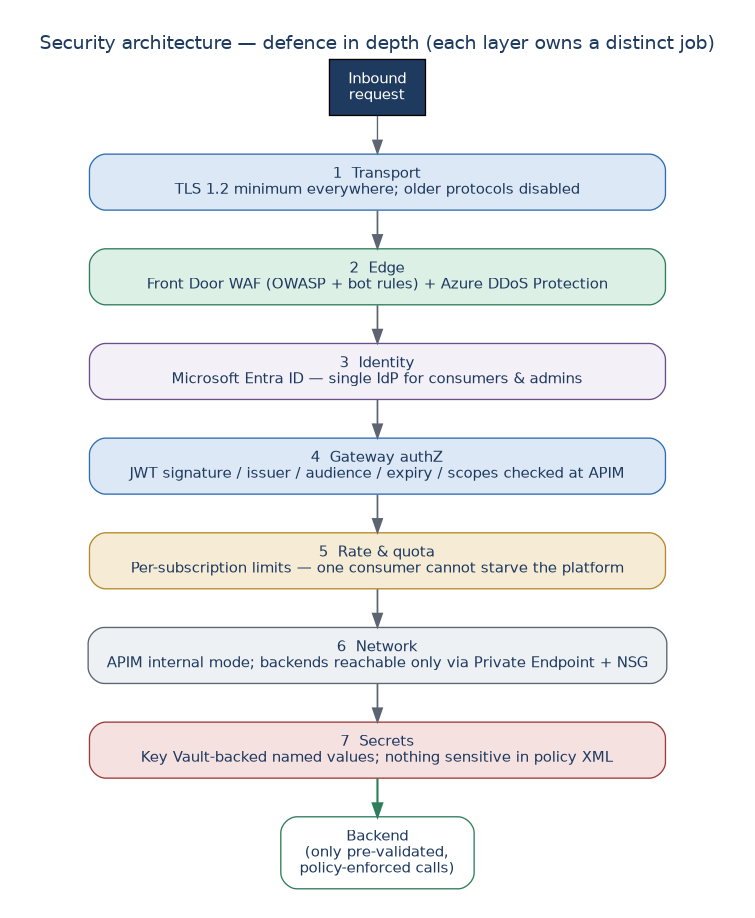 Security architecture — defence in depth (each layer owns a distinct job)
Inbound
request
1  Transport
TLS 1.2 minimum everywhere; older protocols disabled
2  Edge
Front Door WAF (OWASP + bot rules) + Azure DDoS Protection
3  Identity
Microsoft Entra ID — single IdP for consumers & admins
4  Gateway authZ
JWT signature / issuer / audience / expiry / scopes checked at APIM
5  Rate & quota
Per-subscription limits — one consumer cannot starve the platform
6  Network
APIM internal mode; backends reachable only via Private Endpoint + NSG
7  Secrets
Key Vault-backed named values; nothing sensitive in policy XML
Backend
(only pre-validated,
policy-enforced calls)